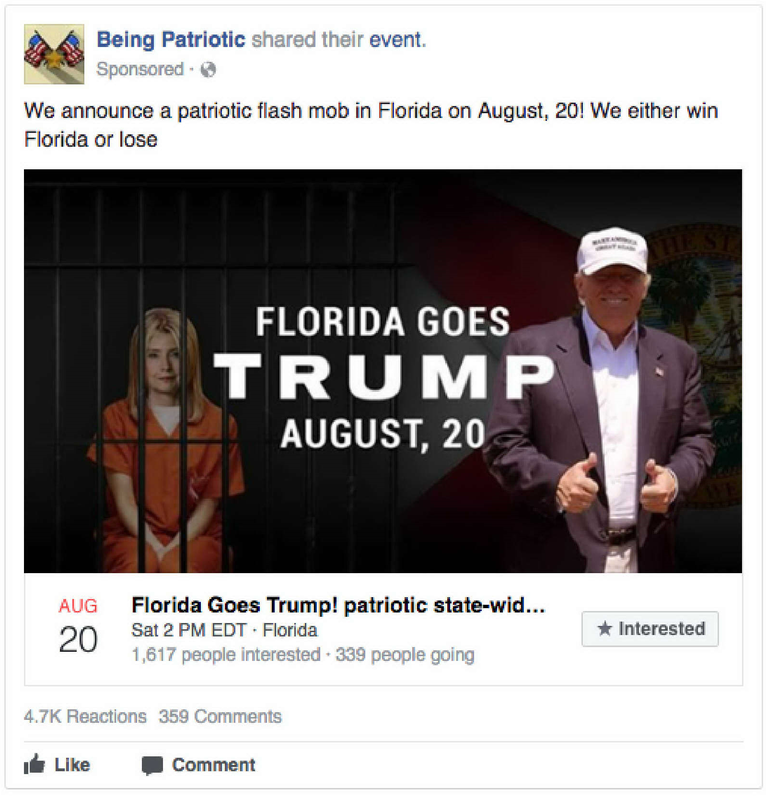 Being Patriotic shared their event.
Sponsored ·
We announce a patriotic flash mob in Florida on August, 20! We either win
Florida or lose
MAKE AMERICA
GREAT AGAIN
THE STA
FLORIDA GOES
TRUMP
AUGUST, 20
AUG
20
Florida Goes Trump! patriotic state-wid...
Sat 2 PM EDT · Florida
1,617 people interested · 339 people going
Interested
4.7K Reactions 359 Comments
Like Comment